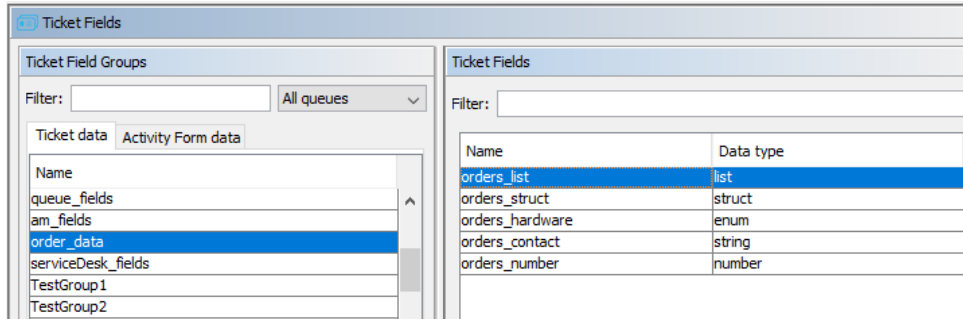 Ticket Fields
Ticket Field Groups
Filter:
All queues
Ticket data
Activity Form data
Name
queue_fields
am_fields
order_data
serviceDesk_fields
TestGroup1
TestGroup2
Ticket Fields
Filter:
Name Data type
orders_list list
orders_struct struct
orders_hardware enum
orders_contact string
orders_number number